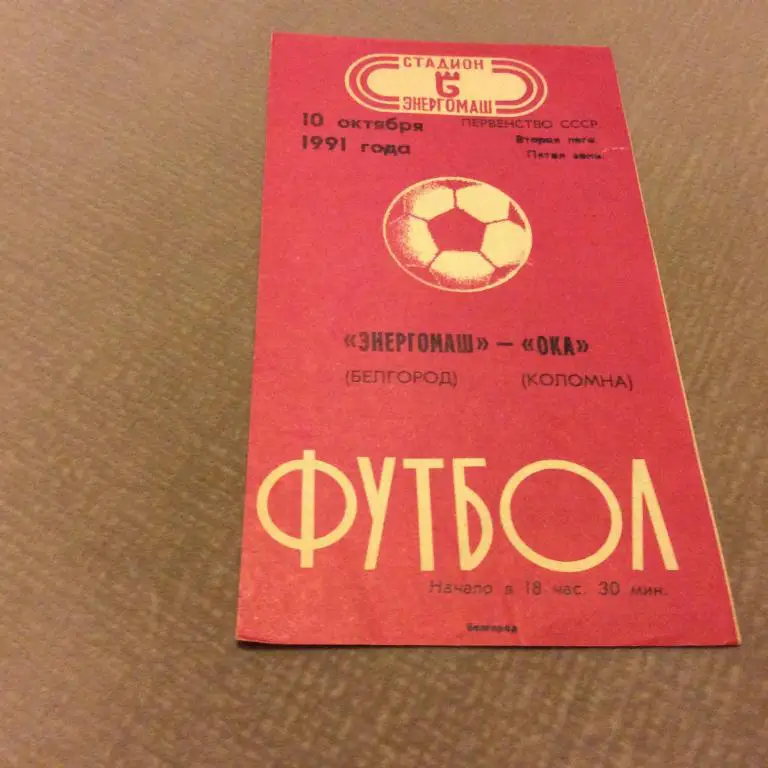 СТАДИОН
ЭНЕРГОМАШ
10 октября
1991 года
ПЕРВЕНСТВО СССР.
Вторая лига.
Пятая зона.
«ЭНЕРГОМАШ» — «ОКА»
(БЕЛГОРОД) (КОЛОМНА)
ФУТБОЛ
Начало в 18 час. 30 мин.
Белгород